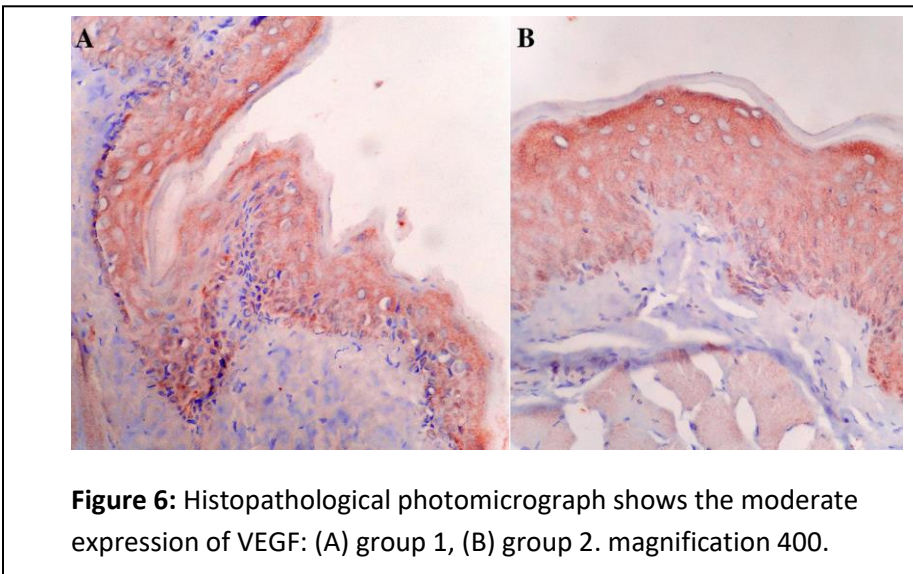 A
B
Figure 6: Histopathological photomicrograph shows the moderate
expression of VEGF: (A) group 1, (B) group 2. magnification 400.